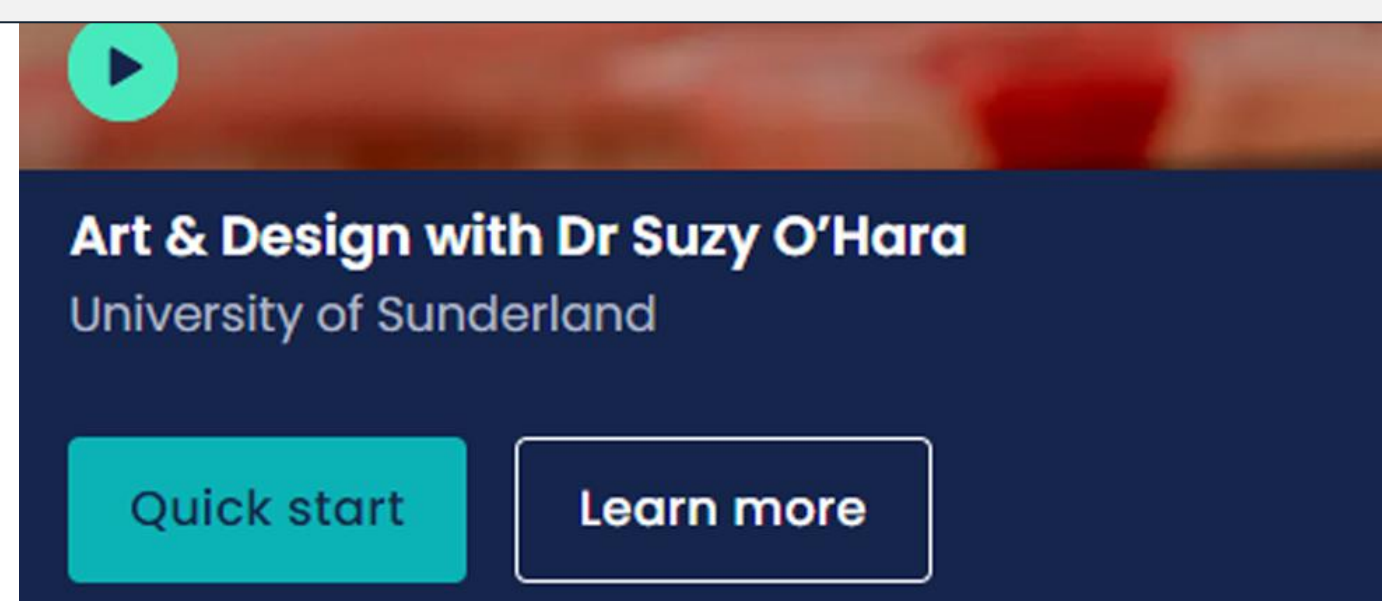 Art & Design with Dr Suzy O’Hara
University of Sunderland
Quick start
Learn more